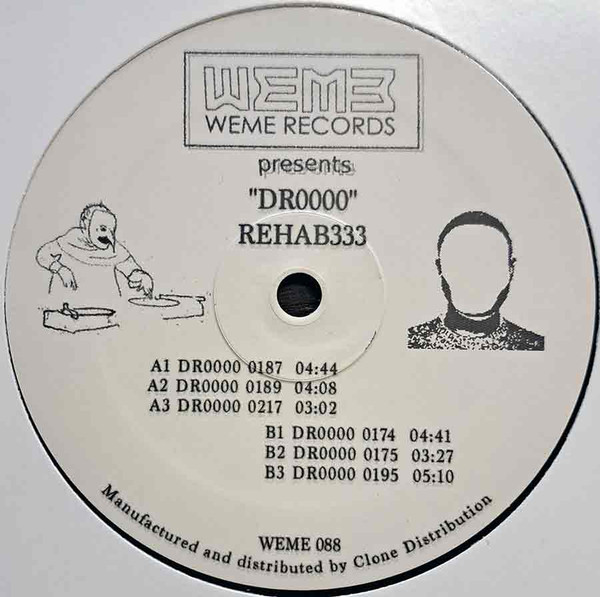 WEME
WEME RECORDS
presents
"DR0000"
REHAB333
A1 DR0000 0187 04:44
A2 DR0000 0189 04:08
A3 DR0000 0217 03:02
B1 DR0000 0174 04:41
B2 DR0000 0175 03:27
B3 DR0000 0195 05:10
WEME 088
Manufactured and distributed by Clone Distribution